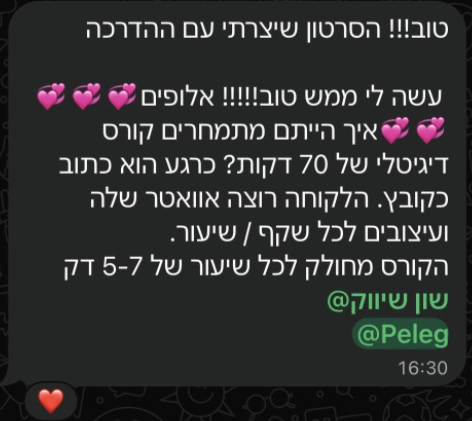 טוב!!! הסרטון שיצרתי עם ההדרכה
עשה לי ממש טוב!!!!! אלופים💞💞💞
💞💞איך הייתם מתמחרים קורס
דיגיטלי של 70 דקות? כרגע הוא כתוב
כקובץ. הלקוחה רוצה אוואטר שלה
ועיצובים לכל שקף / שיעור.
הקורס מחולק לכל שיעור של 5-7 דק
@שון שיווק
@Peleg
16:30